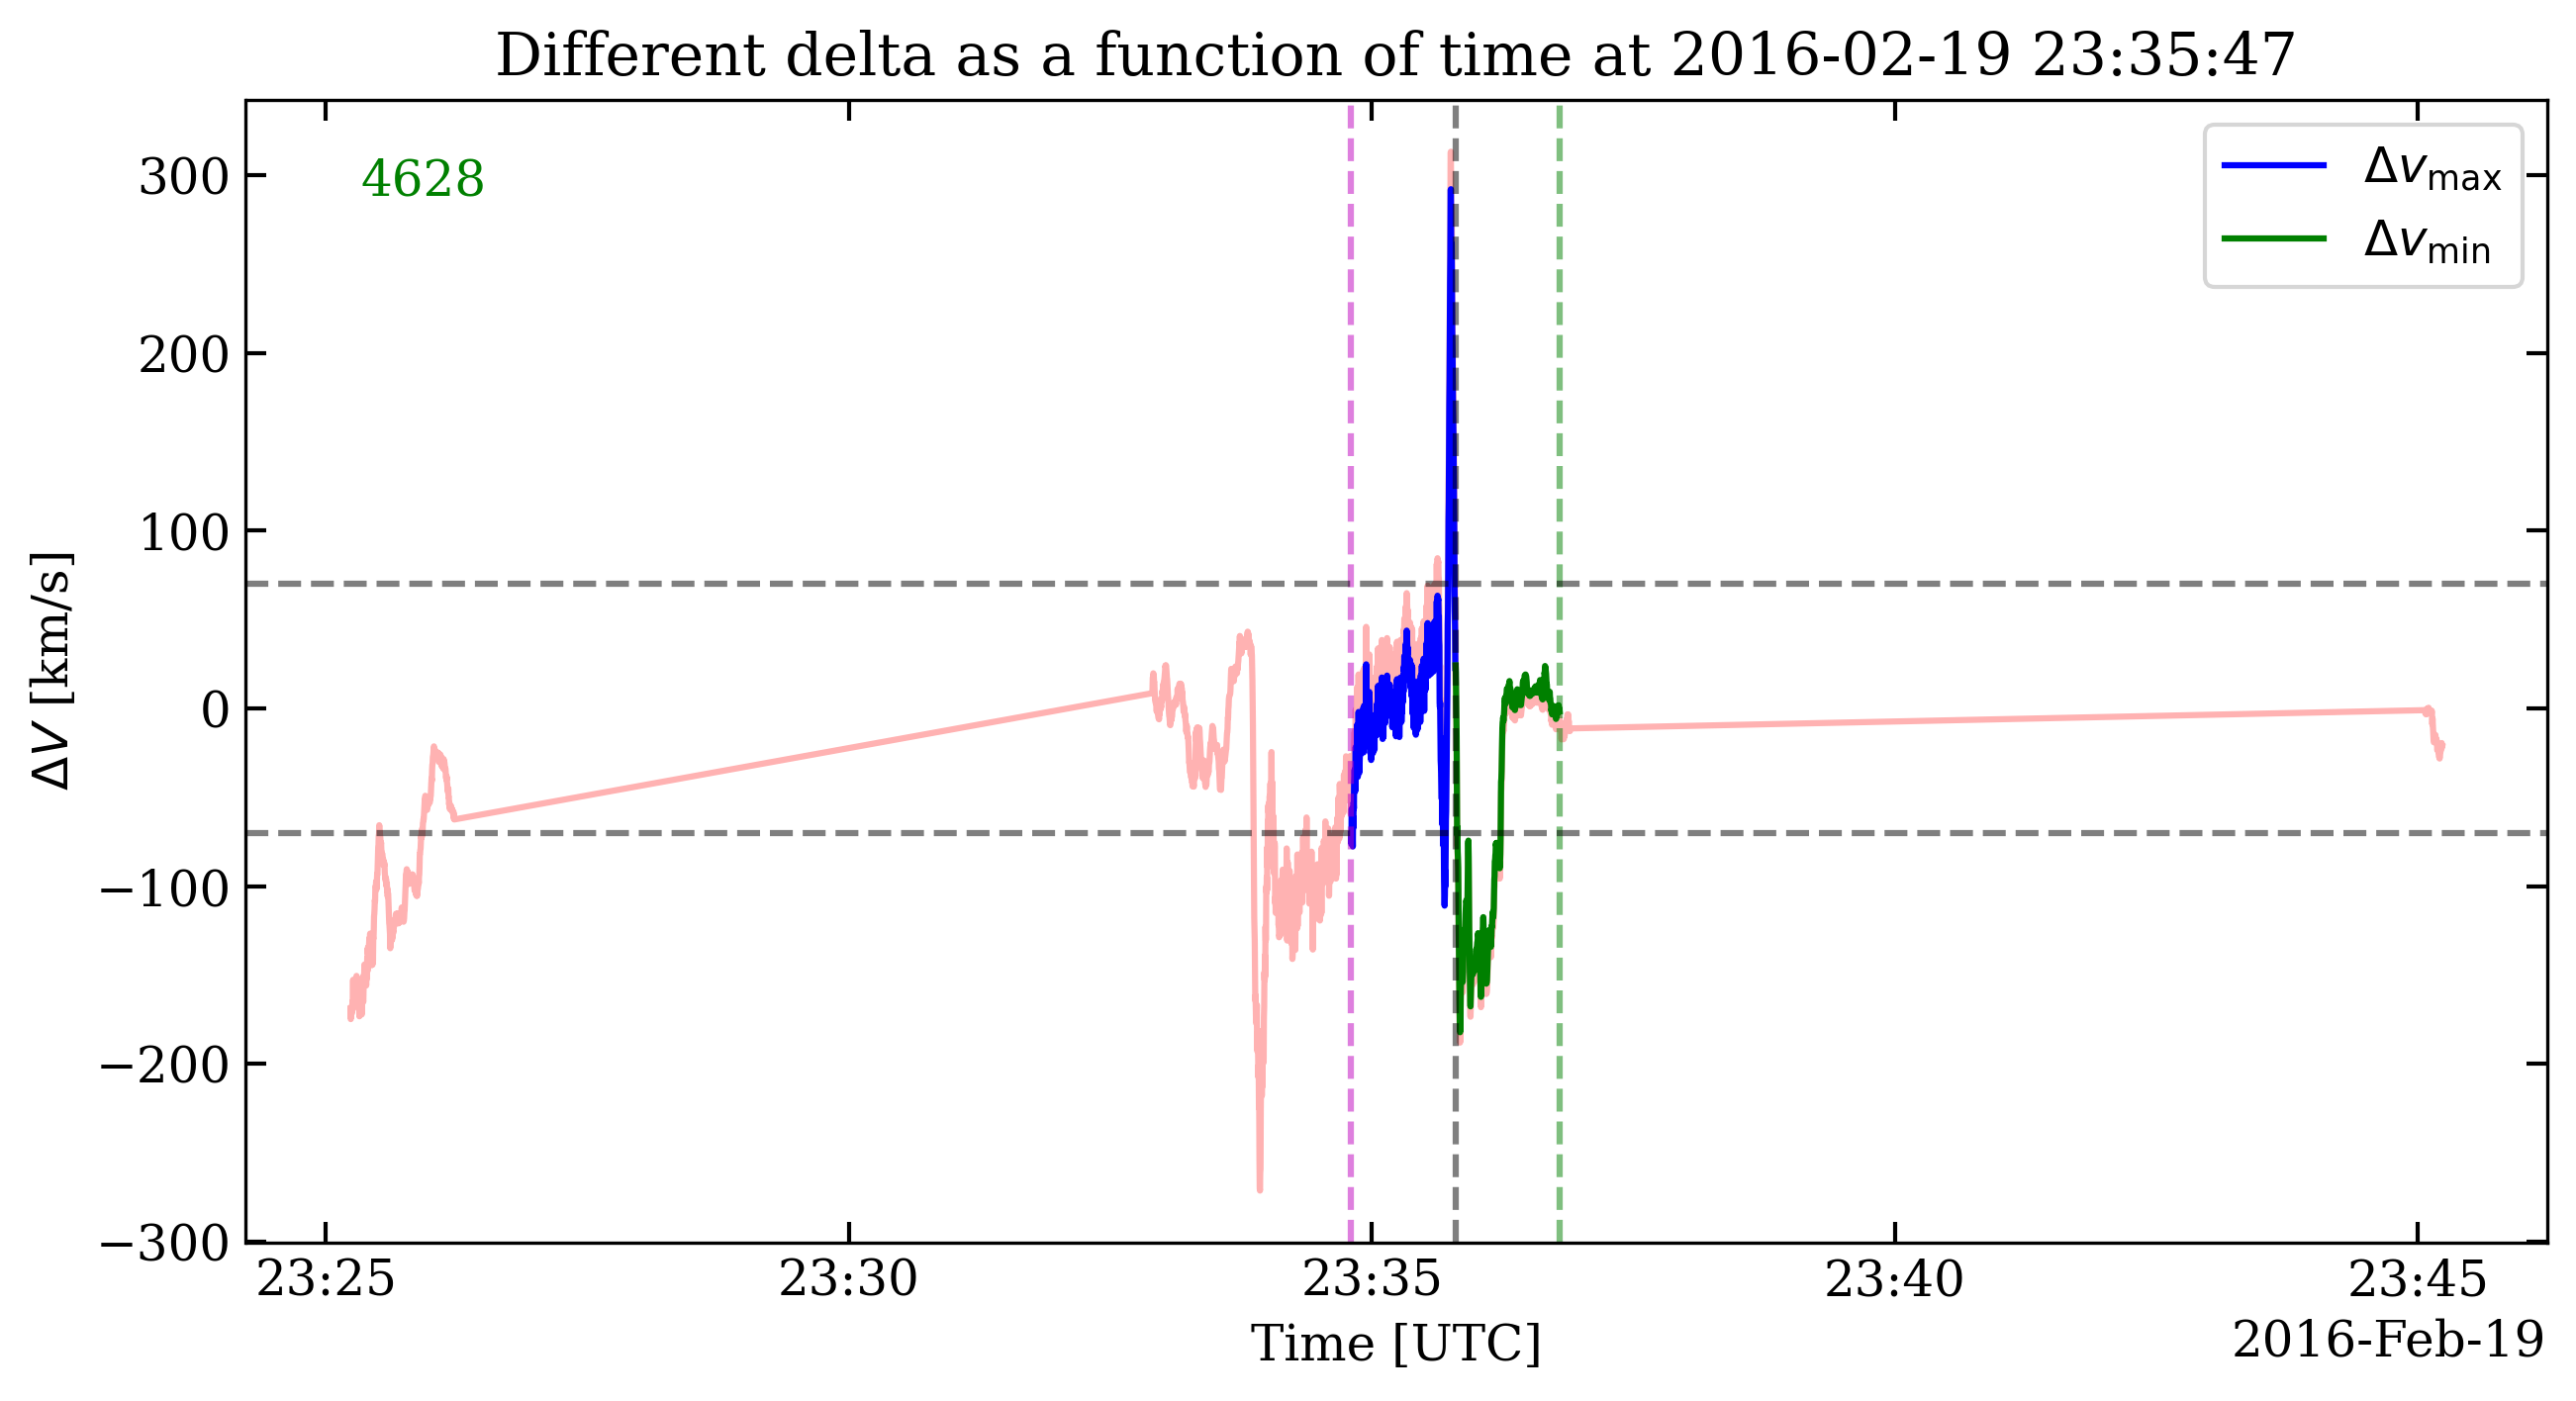 Different delta as a function of time at 2016-02-19 23:35:47
4628
Δv_max
Δv_min
ΔV [km/s]
300
200
100
0
−100
−200
−300
23:25 23:30 23:35 23:40 23:45
Time [UTC]
2016-Feb-19